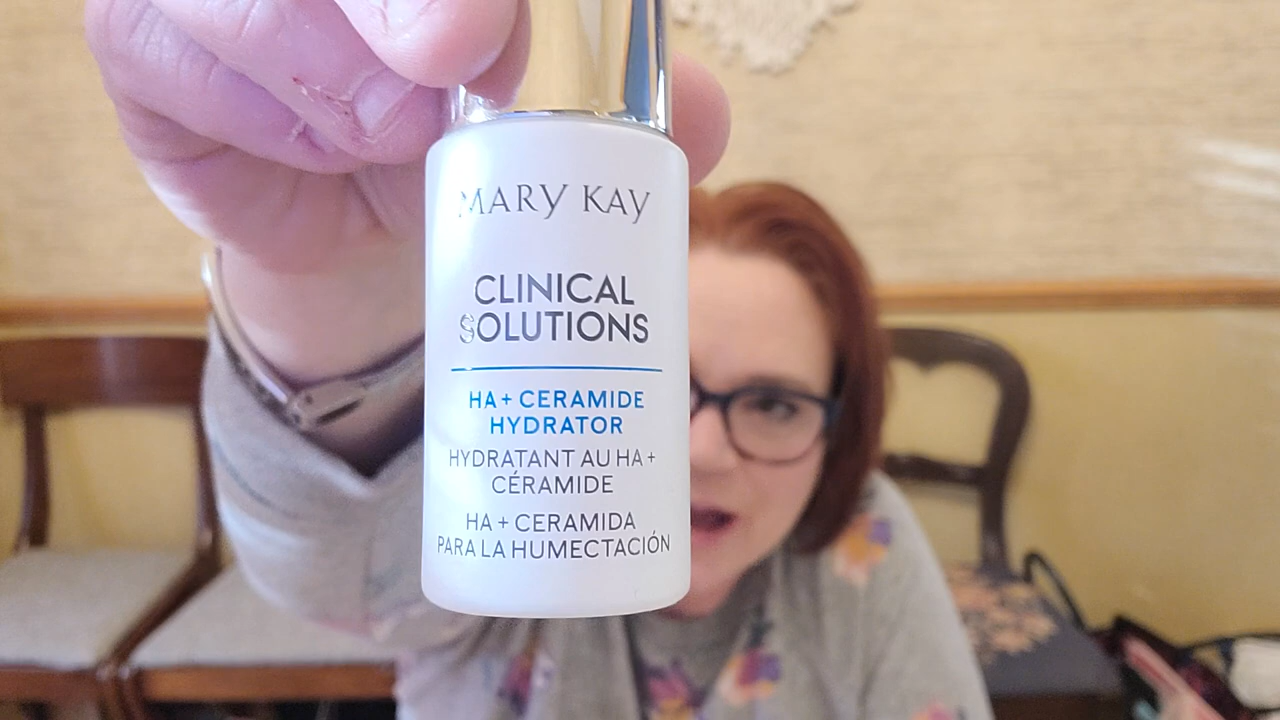 MARY KAY
CLINICAL
SOLUTIONS
HA + CERAMIDE
HYDRATOR
HYDRATANT AU HA +
CÉRAMIDE
HA + CERAMIDA
PARA LA HUMECTACIÓN